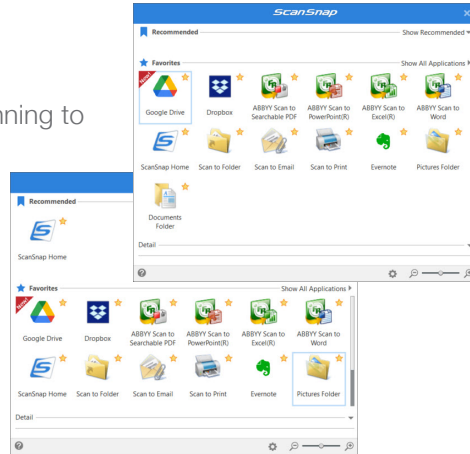 ScanSnap
Recommended
Show Recommended
Favorites
Show All Applications
Google Drive
Dropbox
ABBYY Scan to Searchable PDF
ABBYY Scan to PowerPoint(R)
ABBYY Scan to Excel(R)
ABBYY Scan to Word
ScanSnap Home
Scan to Folder
Scan to Email
Scan to Print
Evernote
Pictures Folder
Documents Folder
Detail
nning to
Recommended
ScanSnap Home
Favorites
Show All Applications
Google Drive
Dropbox
ABBYY Scan to Searchable PDF
ABBYY Scan to PowerPoint(R)
ABBYY Scan to Excel(R)
ABBYY Scan to Word
ScanSnap Home
Scan to Folder
Scan to Email
Scan to Print
Evernote
Pictures Folder
Detail